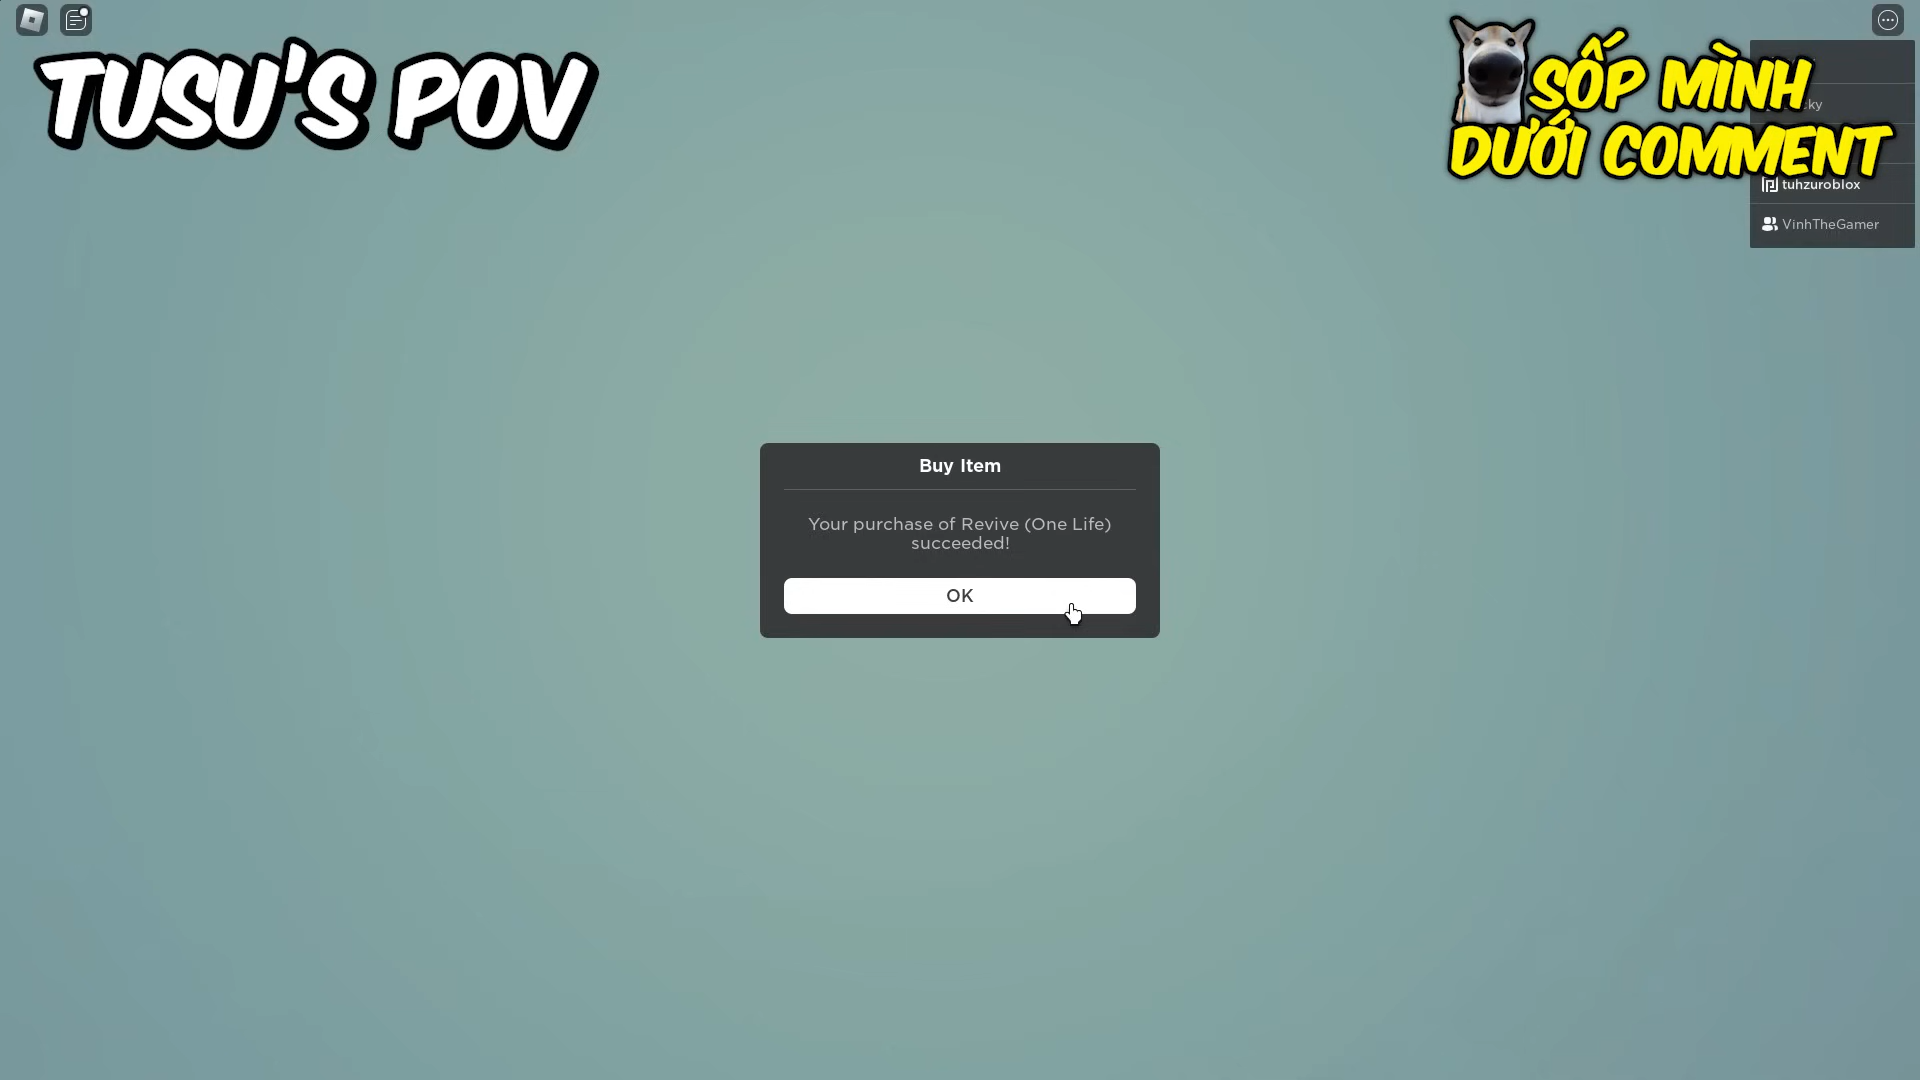 TUSU'S POV
SỐP MÌNH
DƯỚI COMMENT
tuhzuroblox
VinhTheGamer
Buy Item
Your purchase of Revive (One Life)
succeeded!
OK